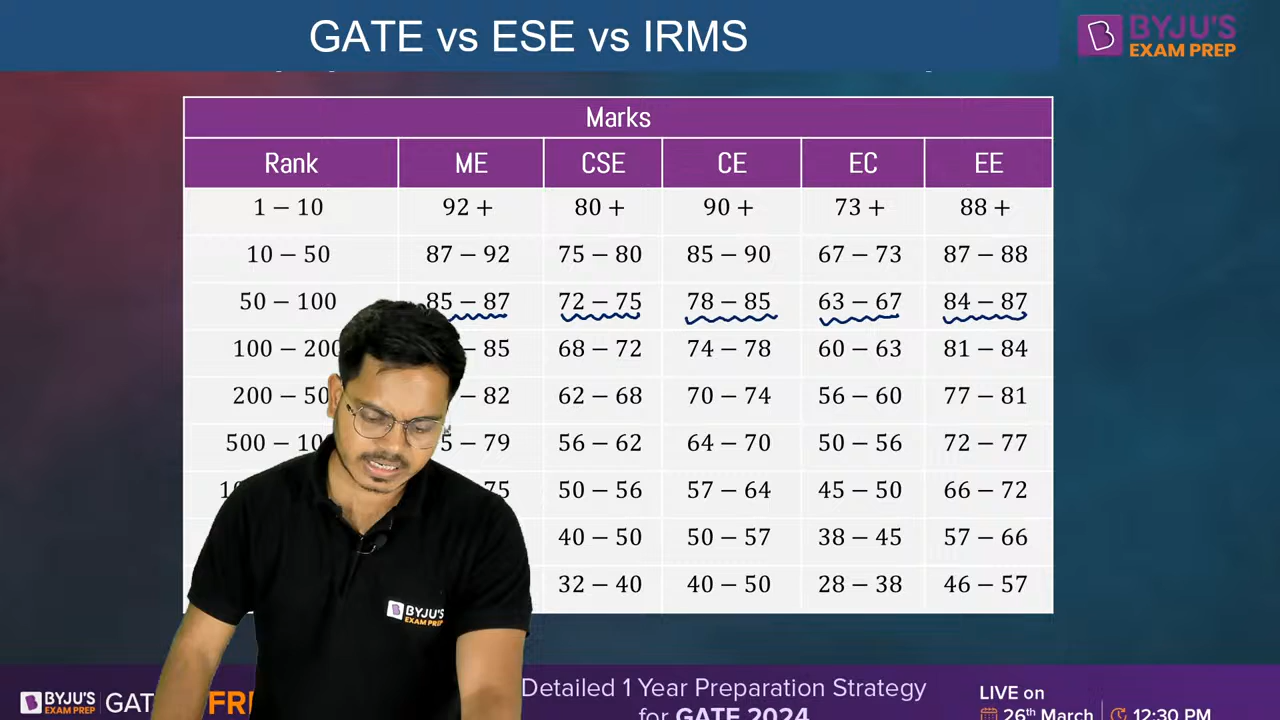 GATE vs ESE vs IRMS
BYJU'S
EXAM PREP
Marks
Rank ME CSE CE EC EE
1 – 10 92 + 80 + 90 + 73 + 88 +
10 – 50 87 – 92 75 – 80 85 – 90 67 – 73 87 – 88
50 – 100 85 – 87 72 – 75 78 – 85 63 – 67 84 – 87
100 – 200 – 85 68 – 72 74 – 78 60 – 63 81 – 84
200 – – 82 62 – 68 70 – 74 56 – 60 77 – 81
500 – – 79 56 – 62 64 – 70 50 – 56 72 – 77
– 75 50 – 56 57 – 64 45 – 50 66 – 72
40 – 50 50 – 57 38 – 45 57 – 66
32 – 40 40 – 50 28 – 38 46 – 57
BYJU'S
EXAM PREP
BYJU'S
EXAM PREP
Detailed 1 Year Preparation Strategy
for GATE 2024
LIVE on
26th March
12:30 PM